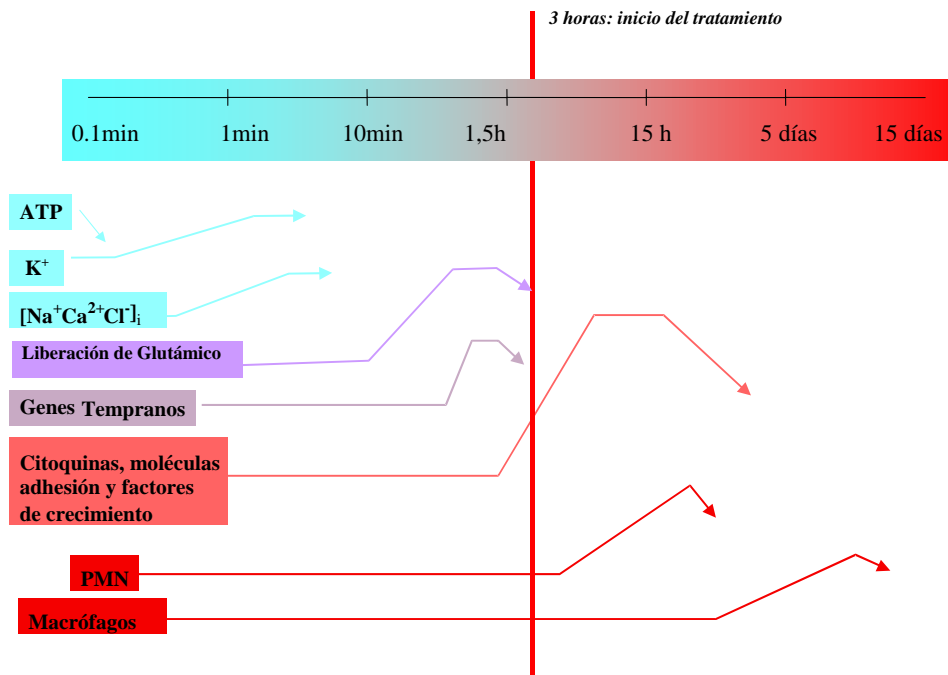 3 horas: inicio del tratamiento
0.1min 1min 10min 1,5h 15 h 5 días 15 días
ATP
K⁺
[Na⁺Ca²⁺Cl⁻]ᵢ
Liberación de Glutámico
Genes Tempranos
Citoquinas, moléculas
adhesión y factores
de crecimiento
PMN
Macrófagos